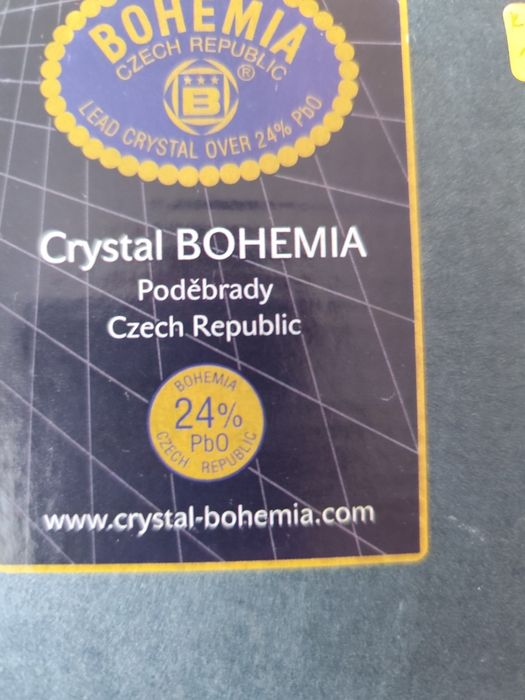 BOHEMIA
CZECH REPUBLIC
®
B
LEAD CRYSTAL OVER 24% PbO
Crystal BOHEMIA
Poděbrady
Czech Republic
BOHEMIA
24%
PbO
CZECH REPUBLIC
www.crystal-bohemia.com